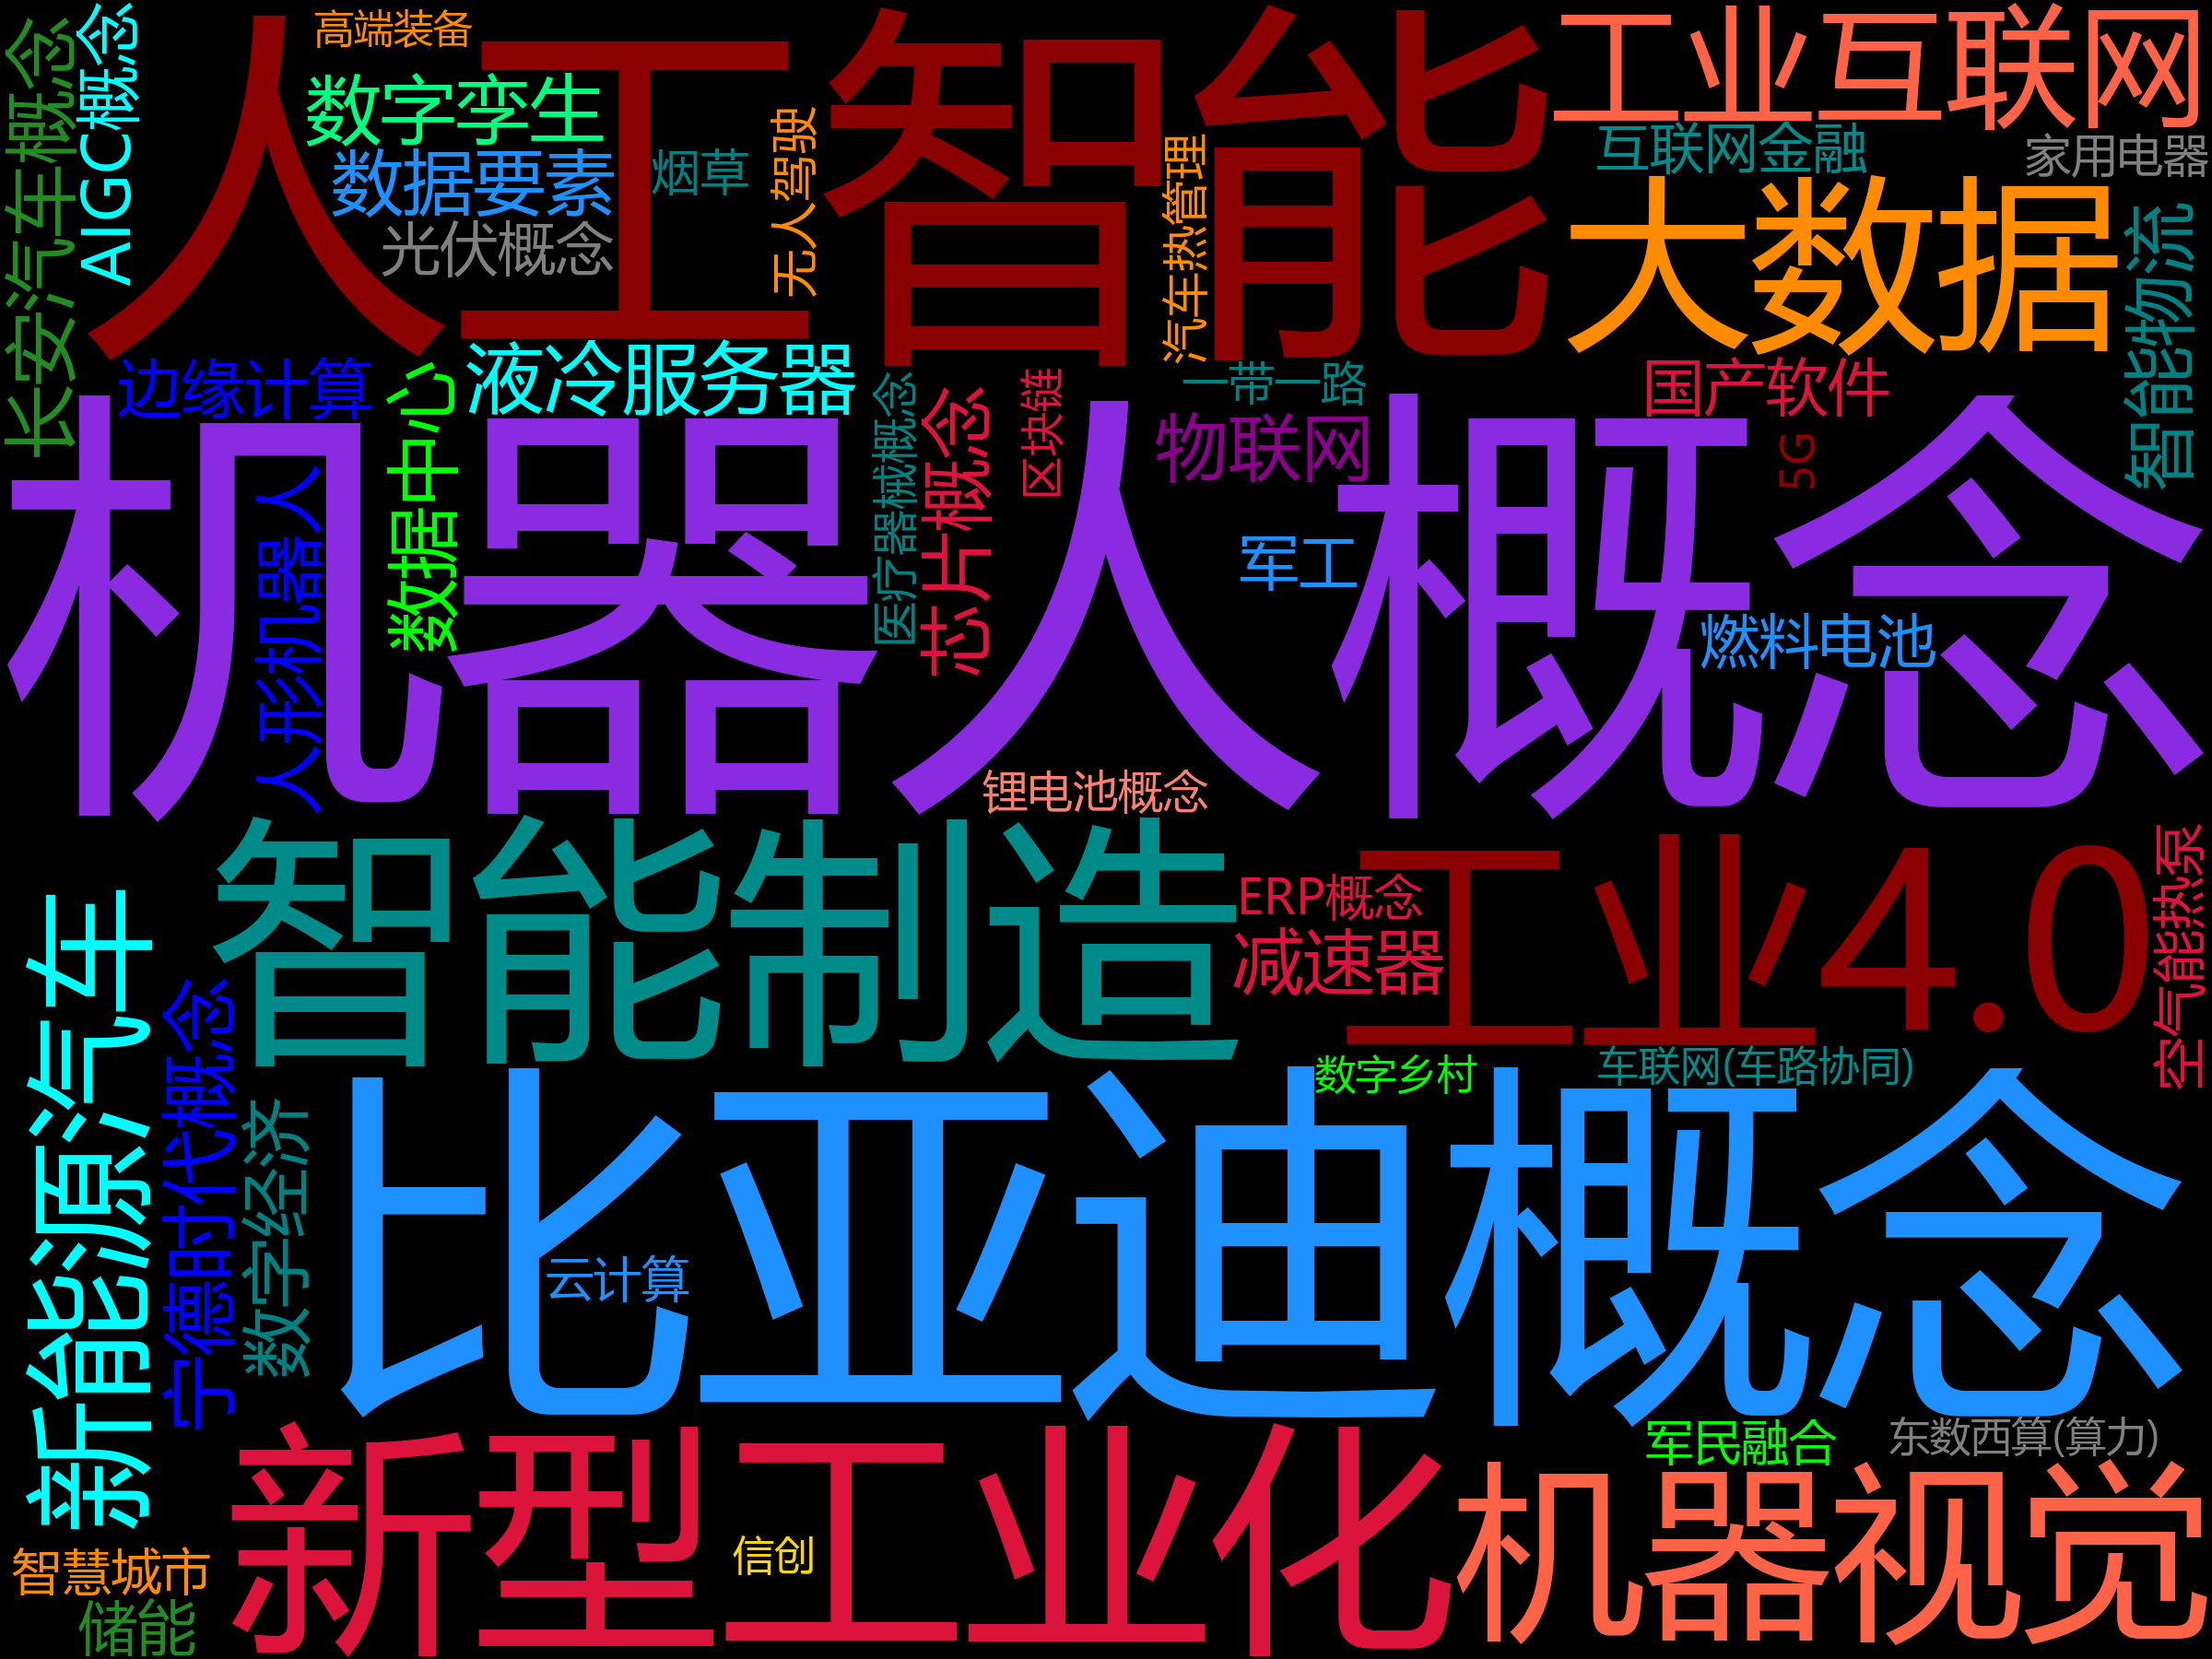 高端装备
人工智能
工业互联网
长安汽车概念
AIGC概念
数字孪生
数据要素
光伏概念
烟草
无人驾驶
汽车热管理
互联网金融
家用电器
大数据
智能物流
边缘计算
液冷服务器
数据中心
医疗器械概念
芯片概念
区块链
一带一路
物联网
国产软件
5G
机器人概念
人形机器人
军工
燃料电池
锂电池概念
智能制造
ERP概念
减速器
工业4.0
空气能热泵
新能源汽车
宁德时代概念
数字经济
数字乡村
车联网(车路协同)
比亚迪概念
云计算
新型工业化
信创
军民融合
东数西算(算力)
机器视觉
智慧城市
储能